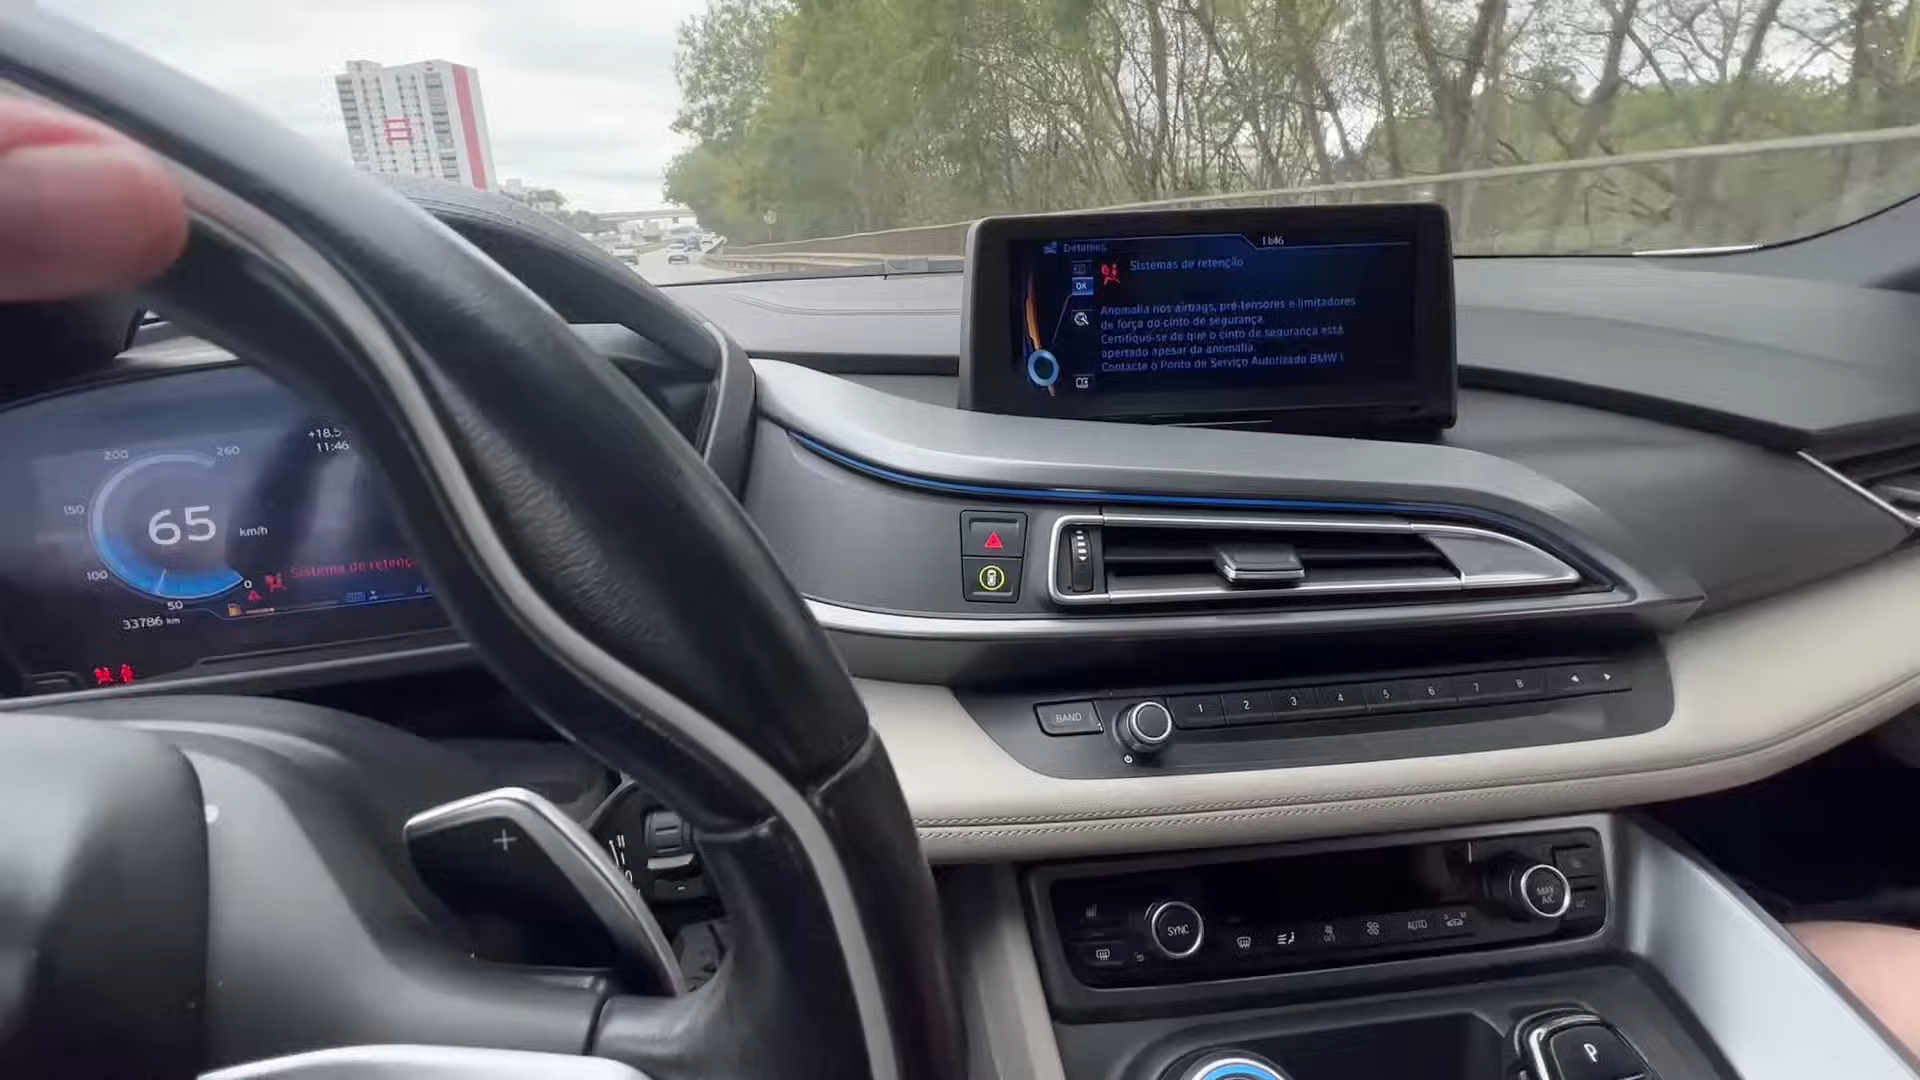 Detalhes
11:46
Sistemas de retenção
OK
Anomalia nos airbags, pré-tensores e limitadores
de força do cinto de segurança.
Certifique-se de que o cinto de segurança está
apertado apesar da anomalia.
Contacte o Ponto de Serviço Autorizado BMW i
+18.5
11:46
200
260
150
65
km/h
100
0
Sistema de retenç
50
33786 km
BAND
1 2 3 4 5 6 7 8
+
SYNC
AUTO
MAX
A/C
P